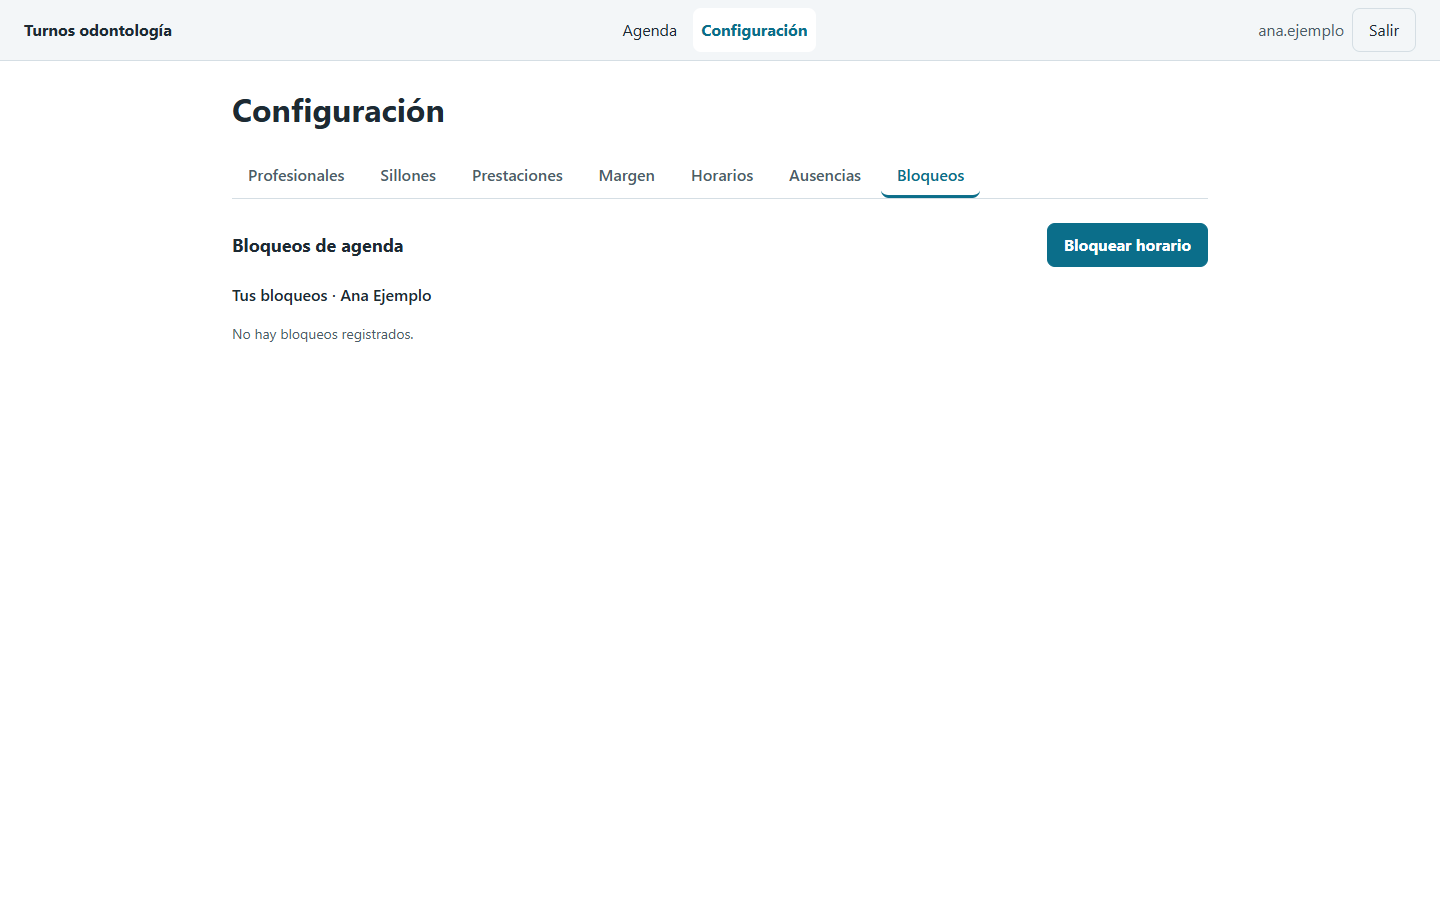 Turnos odontología
Agenda
Configuración
ana.ejemplo
Salir
Configuración
Profesionales
Sillones
Prestaciones
Margen
Horarios
Ausencias
Bloqueos
Bloqueos de agenda
Bloquear horario
Tus bloqueos · Ana Ejemplo
No hay bloqueos registrados.